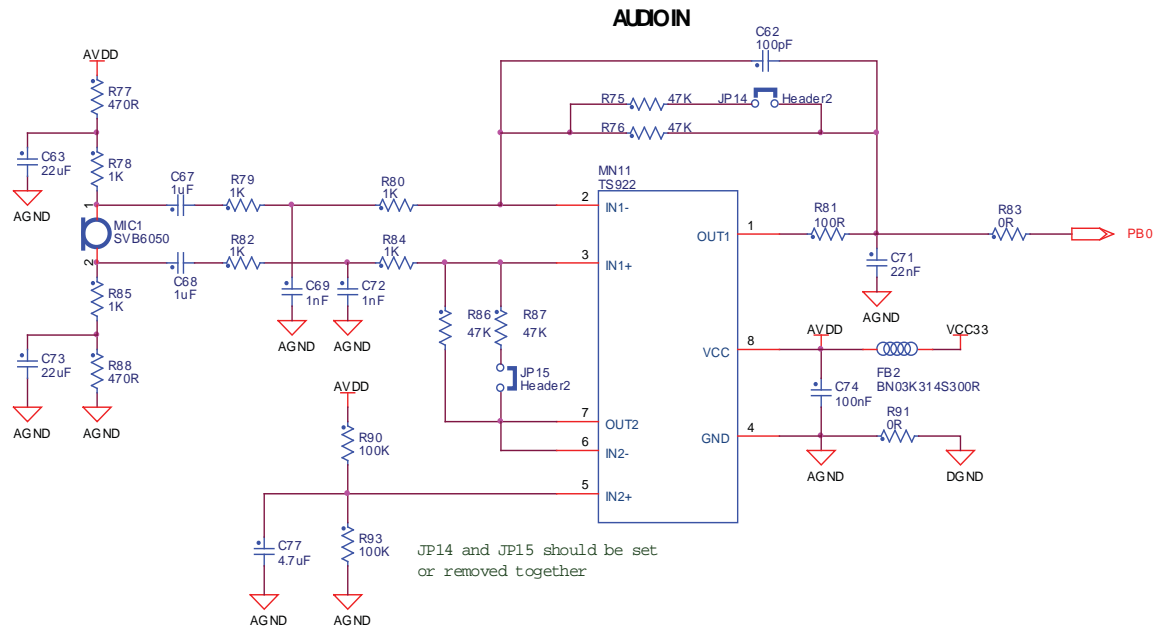 AUDIO IN
C62
100pF
AVDD
R77
470R
R75
47K
JP14
Header2
R76
47K
C63
22uF
R78
1K
C67
1uF
R79
1K
R80
1K
MN11
TS922
AGND
1
MIC1
SVB6050
2
IN1-
OUT1
1
R81
100R
R83
0R
PB0
2
C68
1uF
R82
1K
R84
1K
3
IN1+
C71
22nF
R85
1K
C69
1nF
C72
1nF
AGND
R86
47K
R87
47K
AGND
AGND
AVDD
VCC33
C73
22uF
R88
470R
VCC
8
FB2
BN03K314S300R
JP15
Header2
C74
100nF
AVDD
R91
0R
AGND
AGND
R90
100K
7
OUT2
6
IN2-
GND
4
AGND
DGND
5
IN2+
C77
4.7uF
R93
100K
JP14 and JP15 should be set
or removed together
AGND
AGND